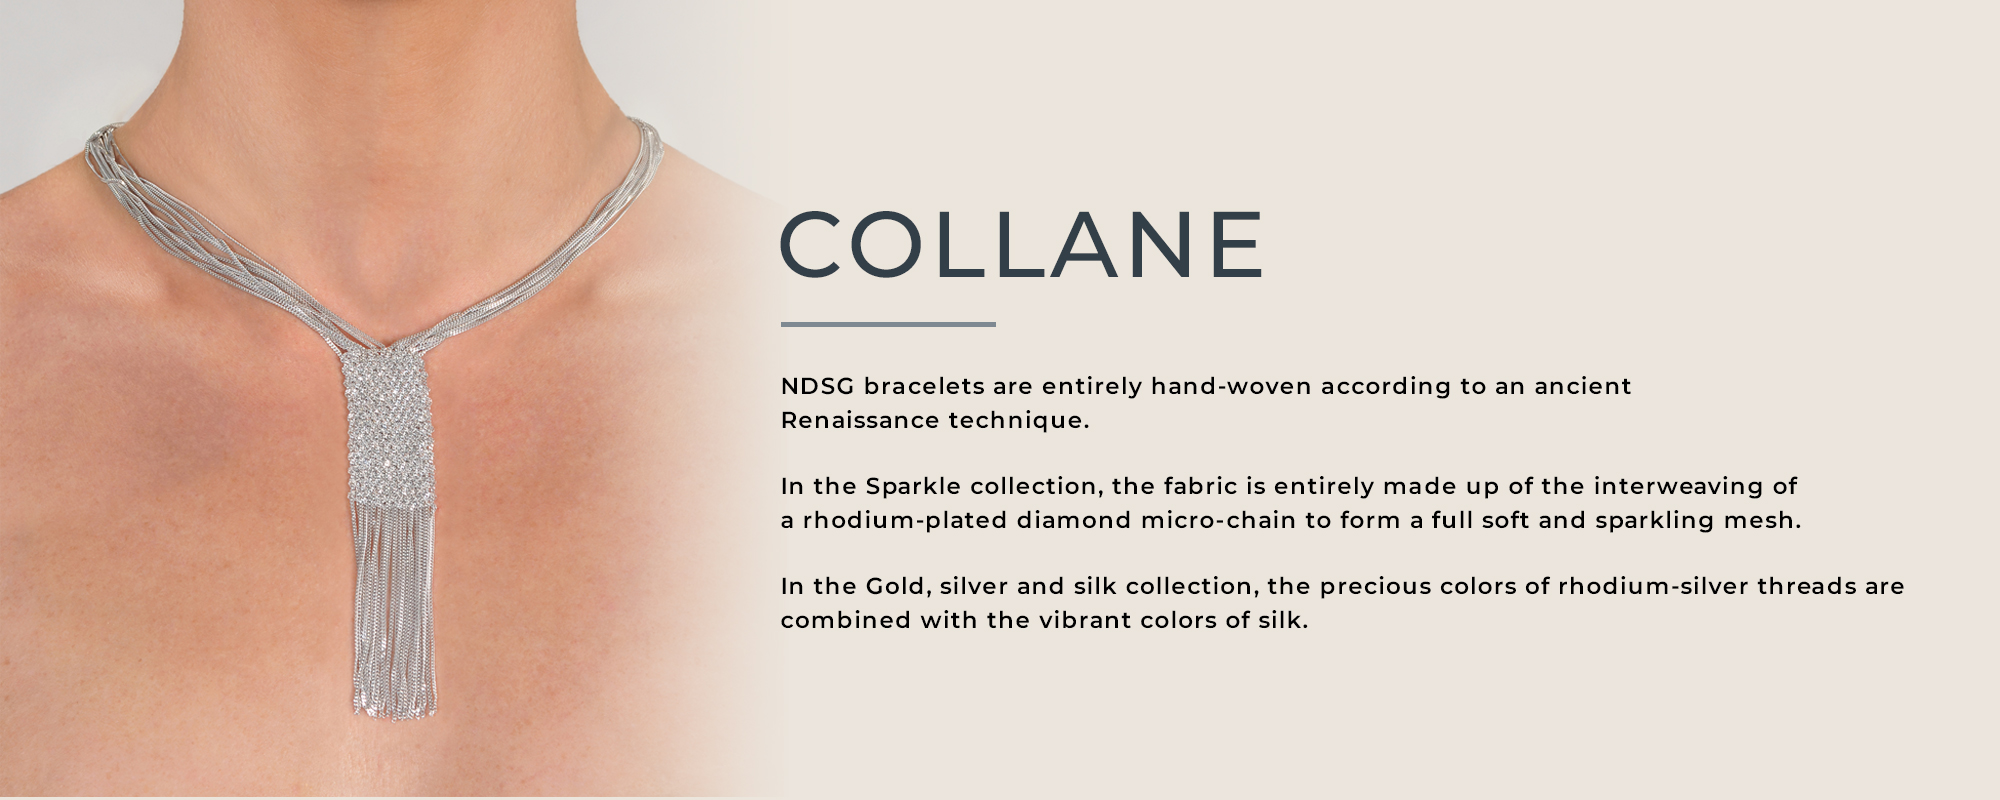 COLLANE
NDSG bracelets are entirely hand-woven according to an ancient
Renaissance technique.
In the Sparkle collection, the fabric is entirely made up of the interweaving of
a rhodium-plated diamond micro-chain to form a full soft and sparkling mesh.
In the Gold, silver and silk collection, the precious colors of rhodium-silver threads are
combined with the vibrant colors of silk.